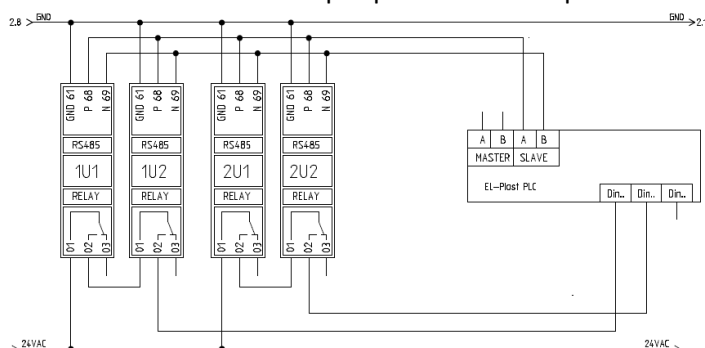 2.8 GND GND 2.1
GND 61 P 68 N 69 GND 61 P 68 N 69 GND 61 P 68 N 69 GND 61 P 68 N 69
A B A B
RS485 RS485 RS485 RS485
MASTER SLAVE
1U1 1U2 2U1 2U2
EL-Plast PLC
RELAY RELAY RELAY RELAY
Din.. Din.. Din..
01 02 03 01 02 03 01 02 03 01 02 03
24VAC 24VAC